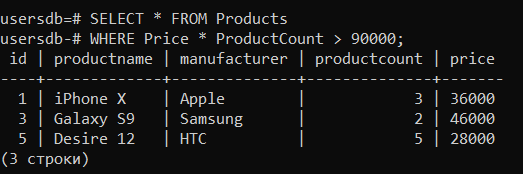 usersdb=# SELECT * FROM Products
usersdb-# WHERE Price * ProductCount > 90000;
 id | productname | manufacturer | productcount | price
----+-------------+--------------+--------------+-------
  1 | iPhone X    | Apple        |            3 | 36000
  3 | Galaxy S9   | Samsung      |            2 | 46000
  5 | Desire 12   | HTC          |            5 | 28000
(3 строки)